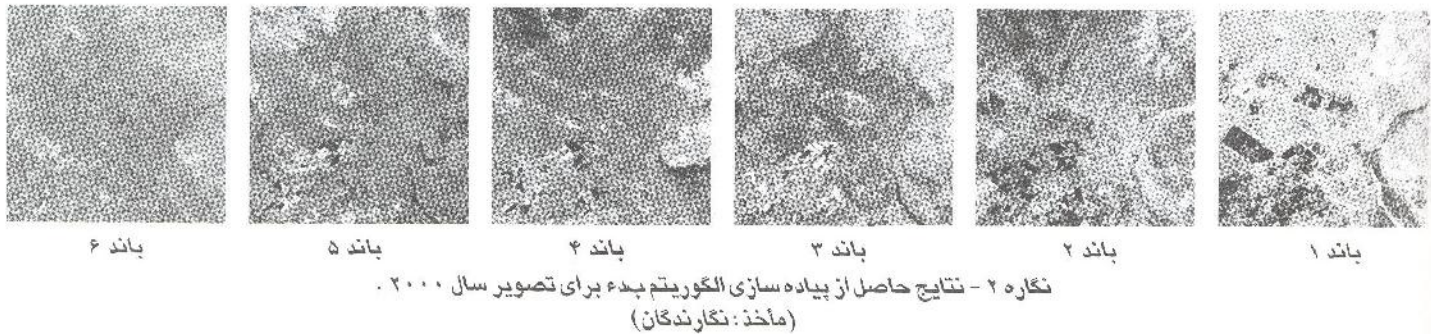 باند ۱
باند ۲
باند ۳
باند ۴
باند ۵
باند ۶
نگاره ۲ - نتایج حاصل از پیاده سازی الگوریتم بدء برای تصویر سال ۲۰۰۰ .
(مأخذ : نگارندگان)